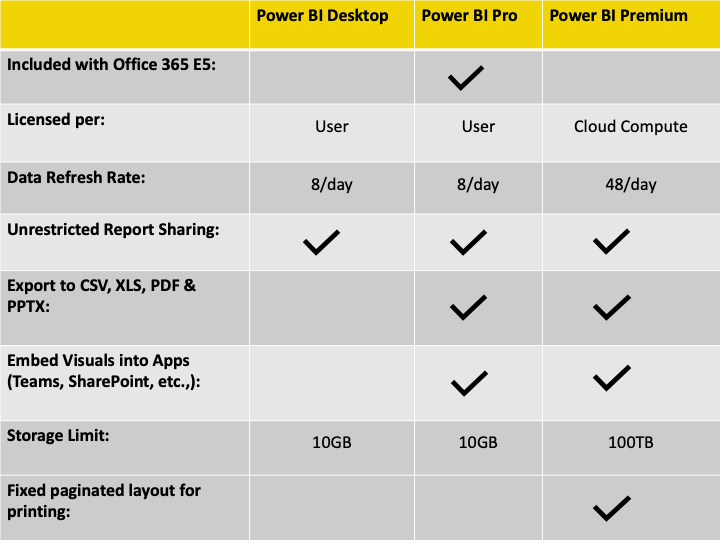 Power BI Desktop Power BI Pro Power BI Premium
Included with Office 365 E5: ✓
Licensed per: User User Cloud Compute
Data Refresh Rate: 8/day 8/day 48/day
Unrestricted Report Sharing: ✓ ✓ ✓
Export to CSV, XLS, PDF &
PPTX: ✓ ✓
Embed Visuals into Apps
(Teams, SharePoint, etc.,): ✓ ✓
Storage Limit: 10GB 10GB 100TB
Fixed paginated layout for
printing: ✓